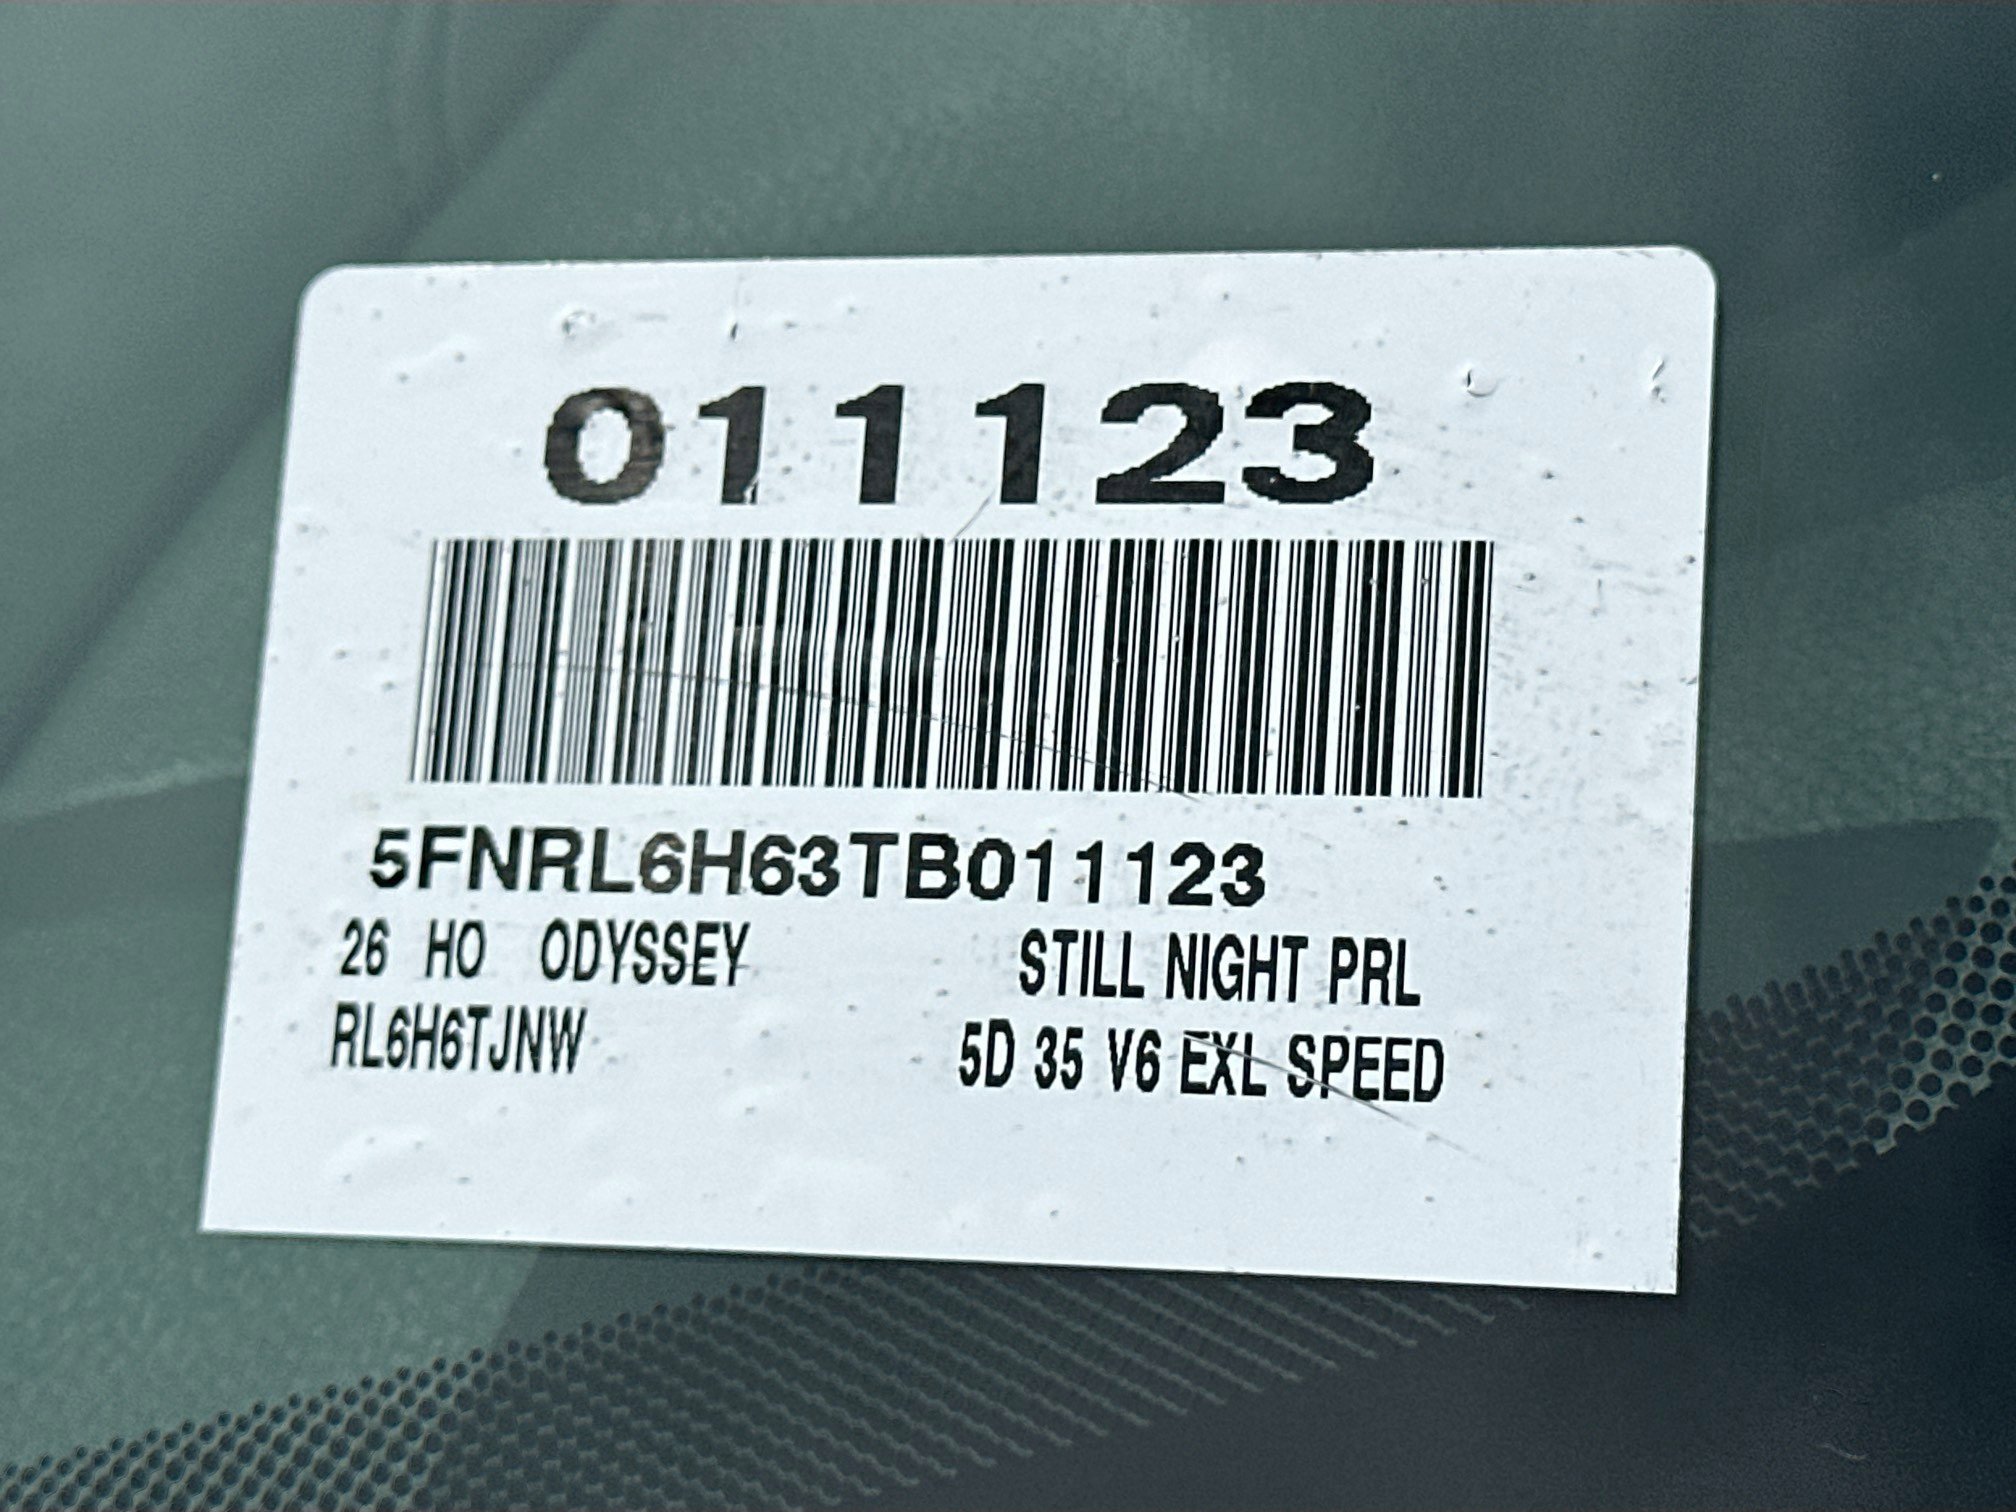 011123
5FNRL6H63TB011123
26 HO ODYSSEY STILL NIGHT PRL
RL6H6TJNW 5D 35 V6 EXL SPEED